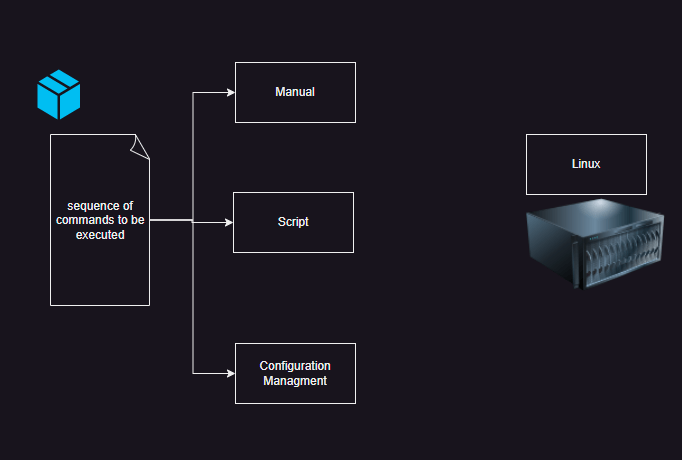 Manual
Linux
sequence of
commands to be
executed
Script
Configuration
Managment